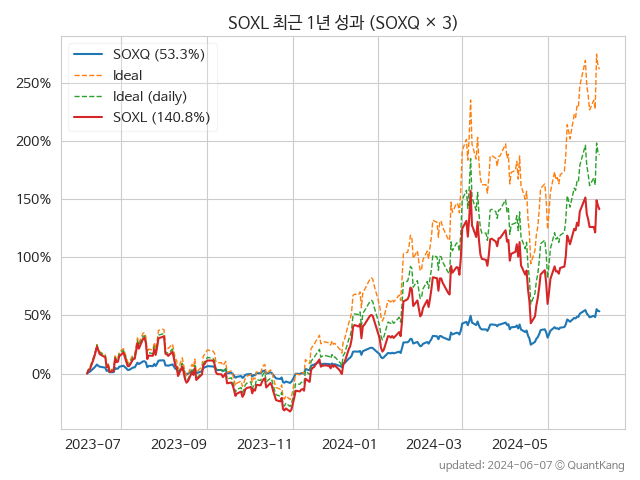 SOXL 최근 1년 성과 (SOXQ × 3)
SOXQ (53.3%)
Ideal
Ideal (daily)
SOXL (140.8%)
250%
200%
150%
100%
50%
0%
2023-07 2023-09 2023-11 2024-01 2024-03 2024-05
updated: 2024-06-07 © QuantKang